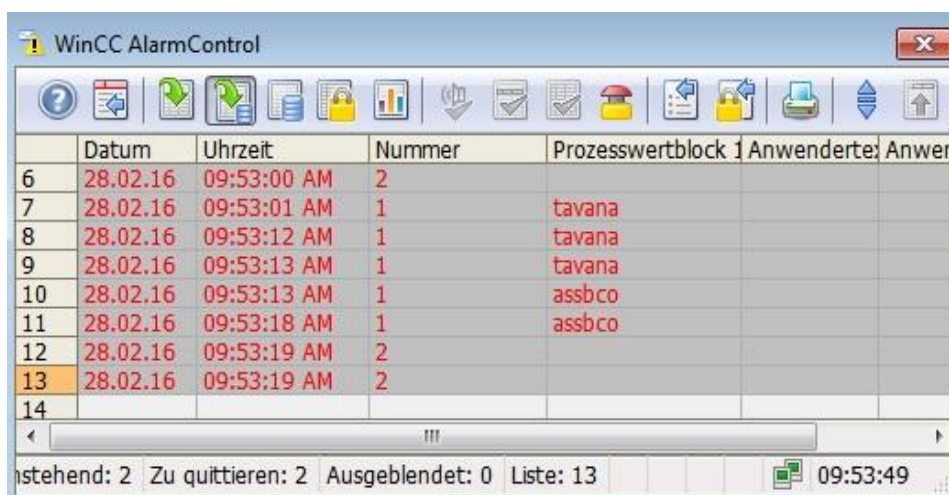 WinCC AlarmControl
Datum Uhrzeit Nummer Prozesswertblock 1 Anwendertex Anwen
6 28.02.16 09:53:00 AM 2
7 28.02.16 09:53:01 AM 1 tavana
8 28.02.16 09:53:12 AM 1 tavana
9 28.02.16 09:53:13 AM 1 tavana
10 28.02.16 09:53:13 AM 1 assbco
11 28.02.16 09:53:18 AM 1 assbco
12 28.02.16 09:53:19 AM 2
13 28.02.16 09:53:19 AM 2
14
nstehend: 2 Zu quittieren: 2 Ausgeblendet: 0 Liste: 13 09:53:49